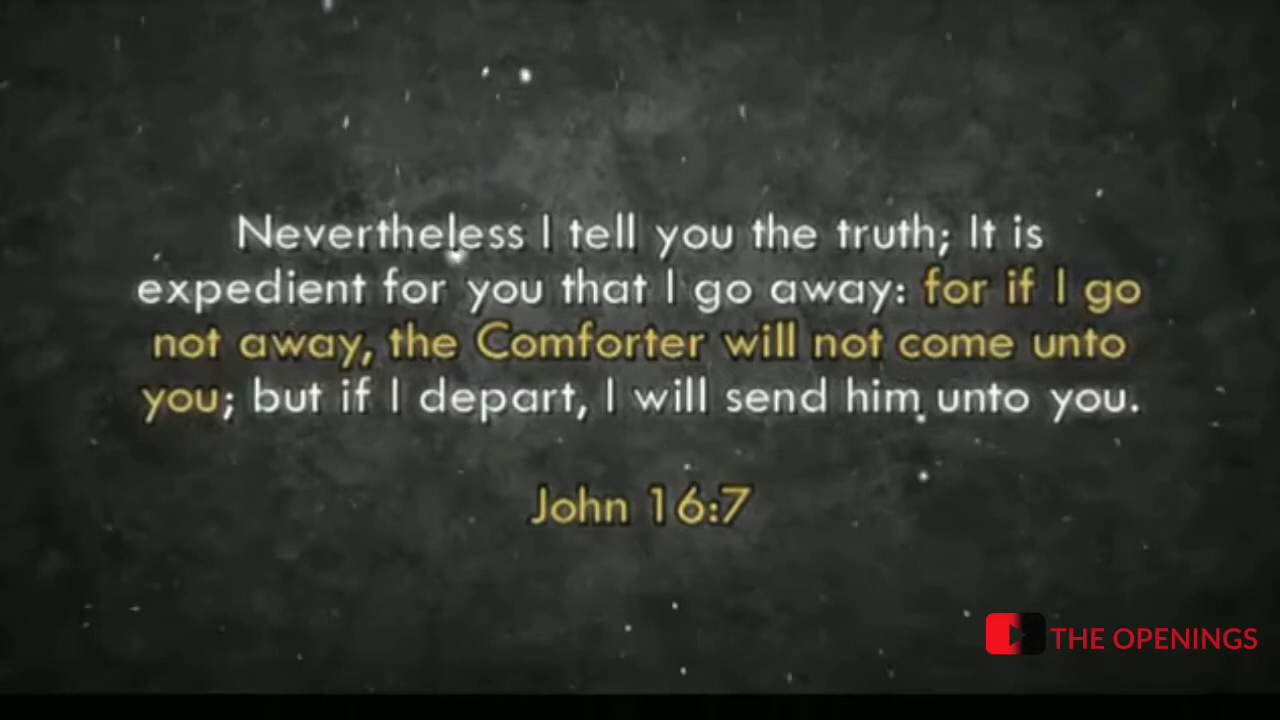 Nevertheless I tell you the truth; It is
expedient for you that I go away: for if I go
not away, the Comforter will not come unto
you; but if I depart, I will send him unto you.
John 16:7
THE OPENINGS